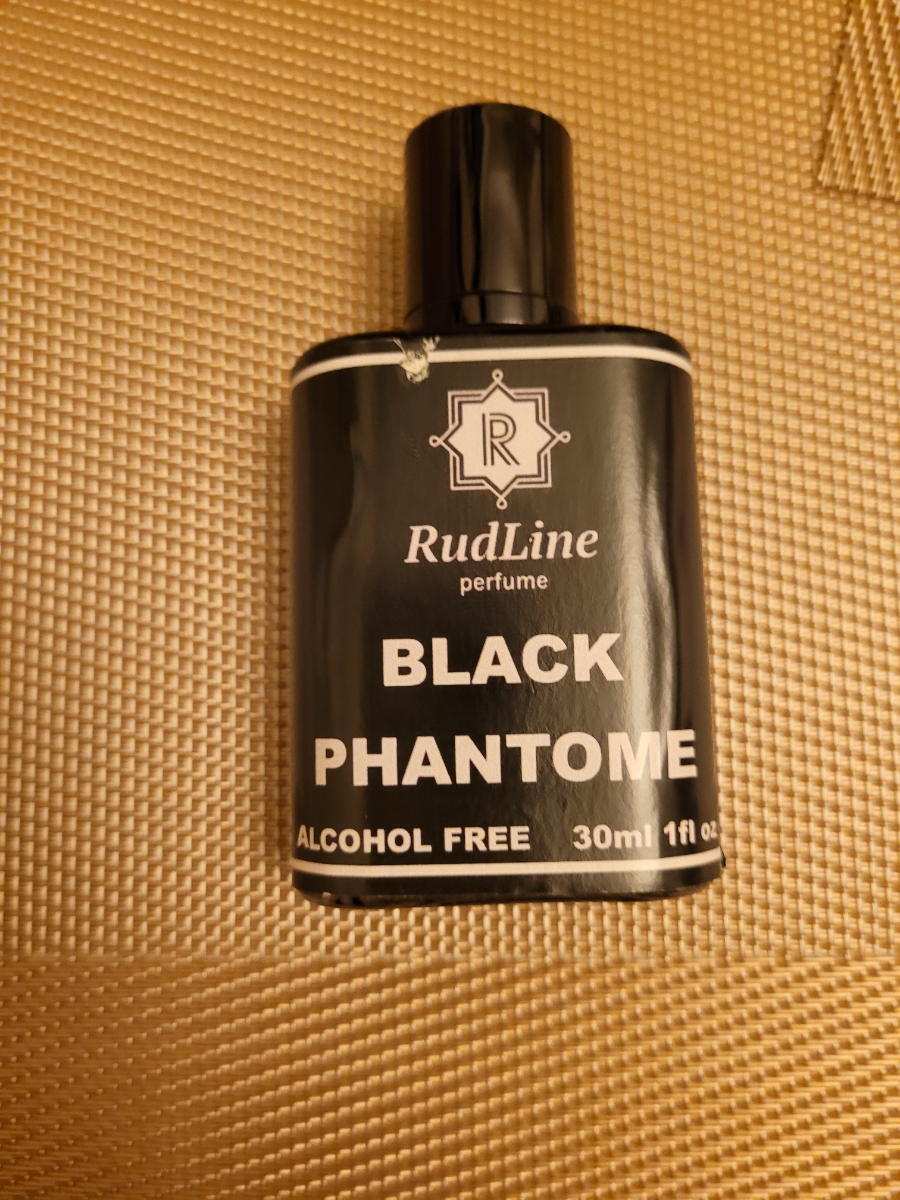 R
RudLine
perfume
BLACK
PHANTOME
ALCOHOL FREE 30ml 1fl oz